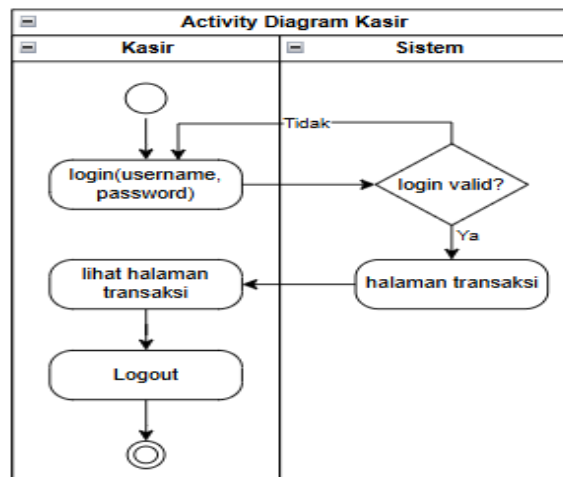 Activity Diagram Kasir
Kasir
Sistem
Tidak
login(username,
password)
login valid?
Ya
lihat halaman
transaksi
halaman transaksi
Logout